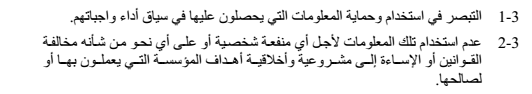 1-3 التبصر في استخدام وحماية المعلومات التي يحصلون عليها في سياق أداء واجباتهم.
2-3 عدم استخدام تلك المعلومات لأجل أي منفعة شخصية أو على أي نحو من شأنه مخالفة
القوانين أو الإساءة إلى مشروعية وأخلاقية أهداف المؤسسة التي يعملون بها أو
لصالحها.